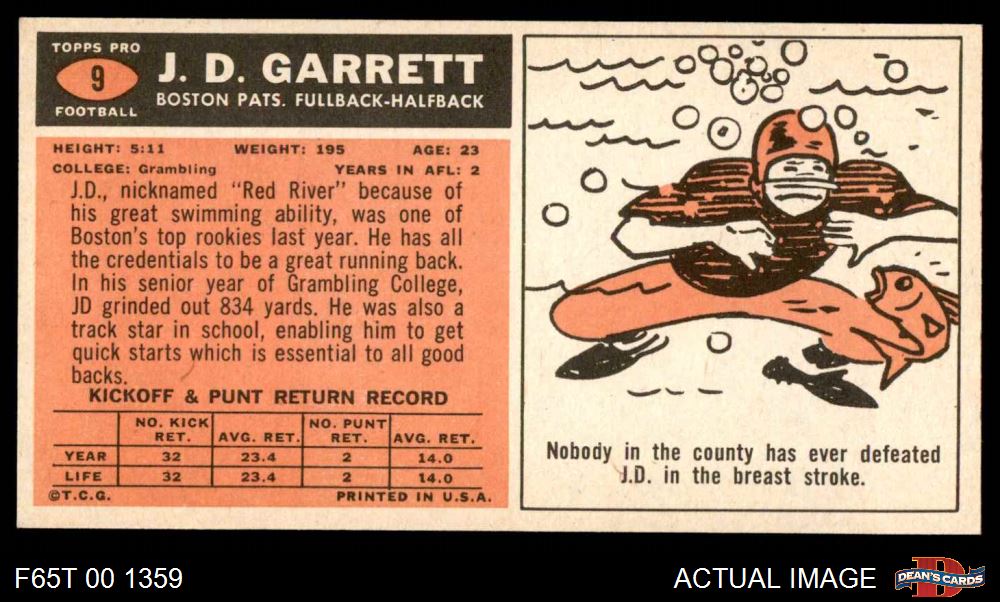 TOPPS PRO
9
FOOTBALL
J. D. GARRETT
BOSTON PATS. FULLBACK-HALFBACK
HEIGHT: 5:11 WEIGHT: 195 AGE: 23
COLLEGE: Grambling YEARS IN AFL: 2
J.D., nicknamed "Red River" because of
his great swimming ability, was one of
Boston's top rookies last year. He has all
the credentials to be a great running back.
In his senior year of Grambling College,
JD grinded out 834 yards. He was also a
track star in school, enabling him to get
quick starts which is essential to all good
backs.
KICKOFF & PUNT RETURN RECORD
NO. KICK RET. AVG. RET. NO. PUNT RET. AVG. RET.
YEAR 32 23.4 2 14.0
LIFE 32 23.4 2 14.0
©T.C.G. PRINTED IN U.S.A.
Nobody in the county has ever defeated
J.D. in the breast stroke.
F65T 00 1359
ACTUAL IMAGE
D
DEAN'S CARDS